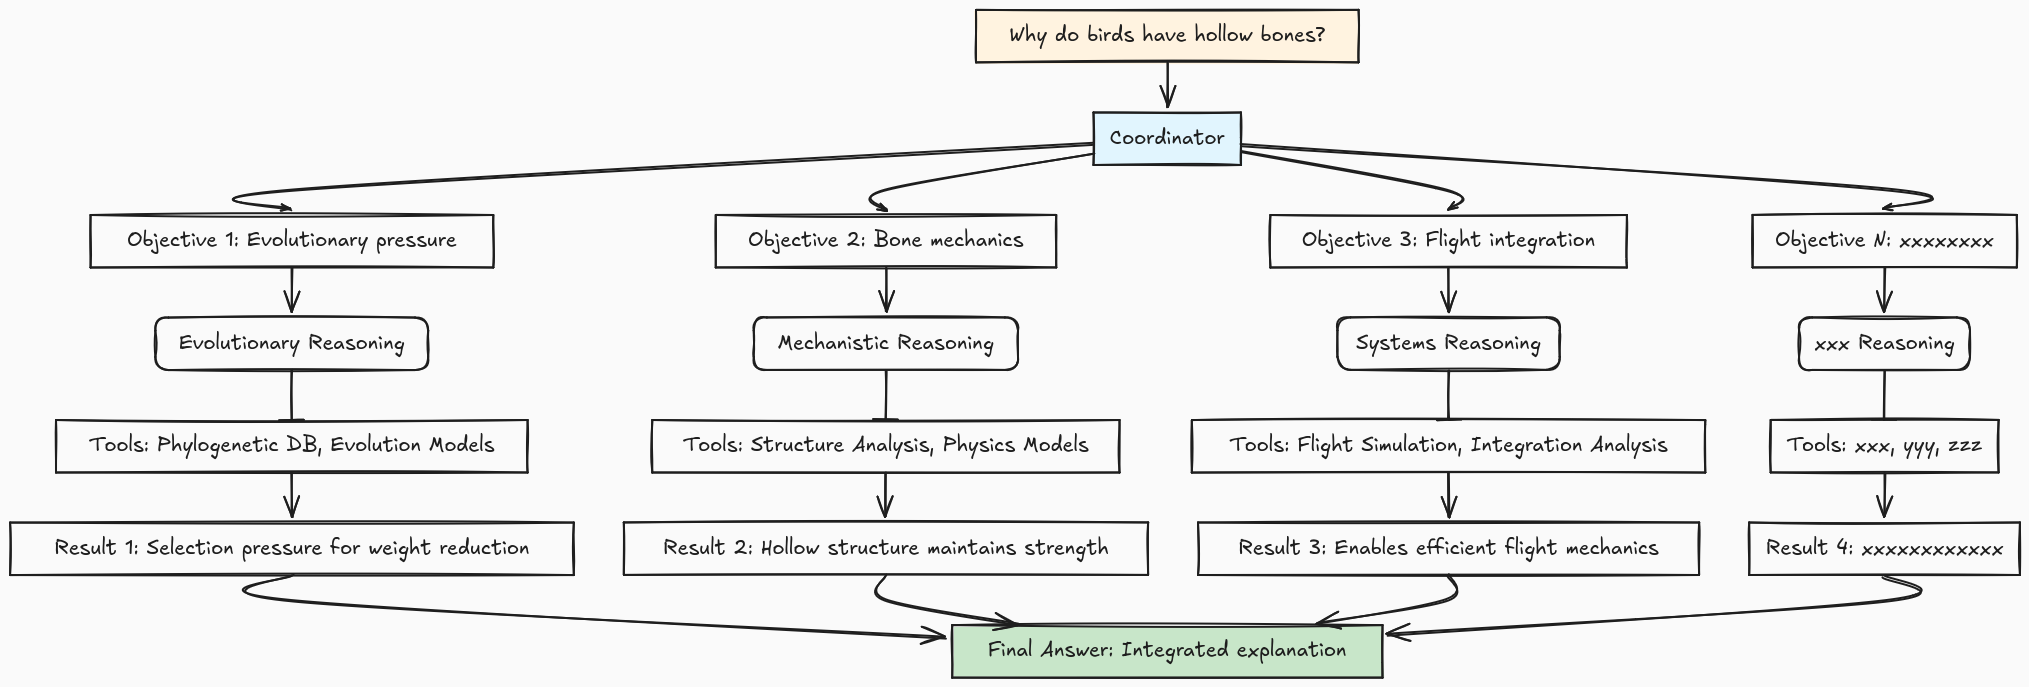 Why do birds have hollow bones?
Coordinator
Objective 1: Evolutionary pressure
Objective 2: Bone mechanics
Objective 3: Flight integration
Objective N: xxxxxxxx
Evolutionary Reasoning
Mechanistic Reasoning
Systems Reasoning
xxx Reasoning
Tools: Phylogenetic DB, Evolution Models
Tools: Structure Analysis, Physics Models
Tools: Flight Simulation, Integration Analysis
Tools: xxx, yyy, zzz
Result 1: Selection pressure for weight reduction
Result 2: Hollow structure maintains strength
Result 3: Enables efficient flight mechanics
Result 4: xxxxxxxxxxxx
Final Answer: Integrated explanation